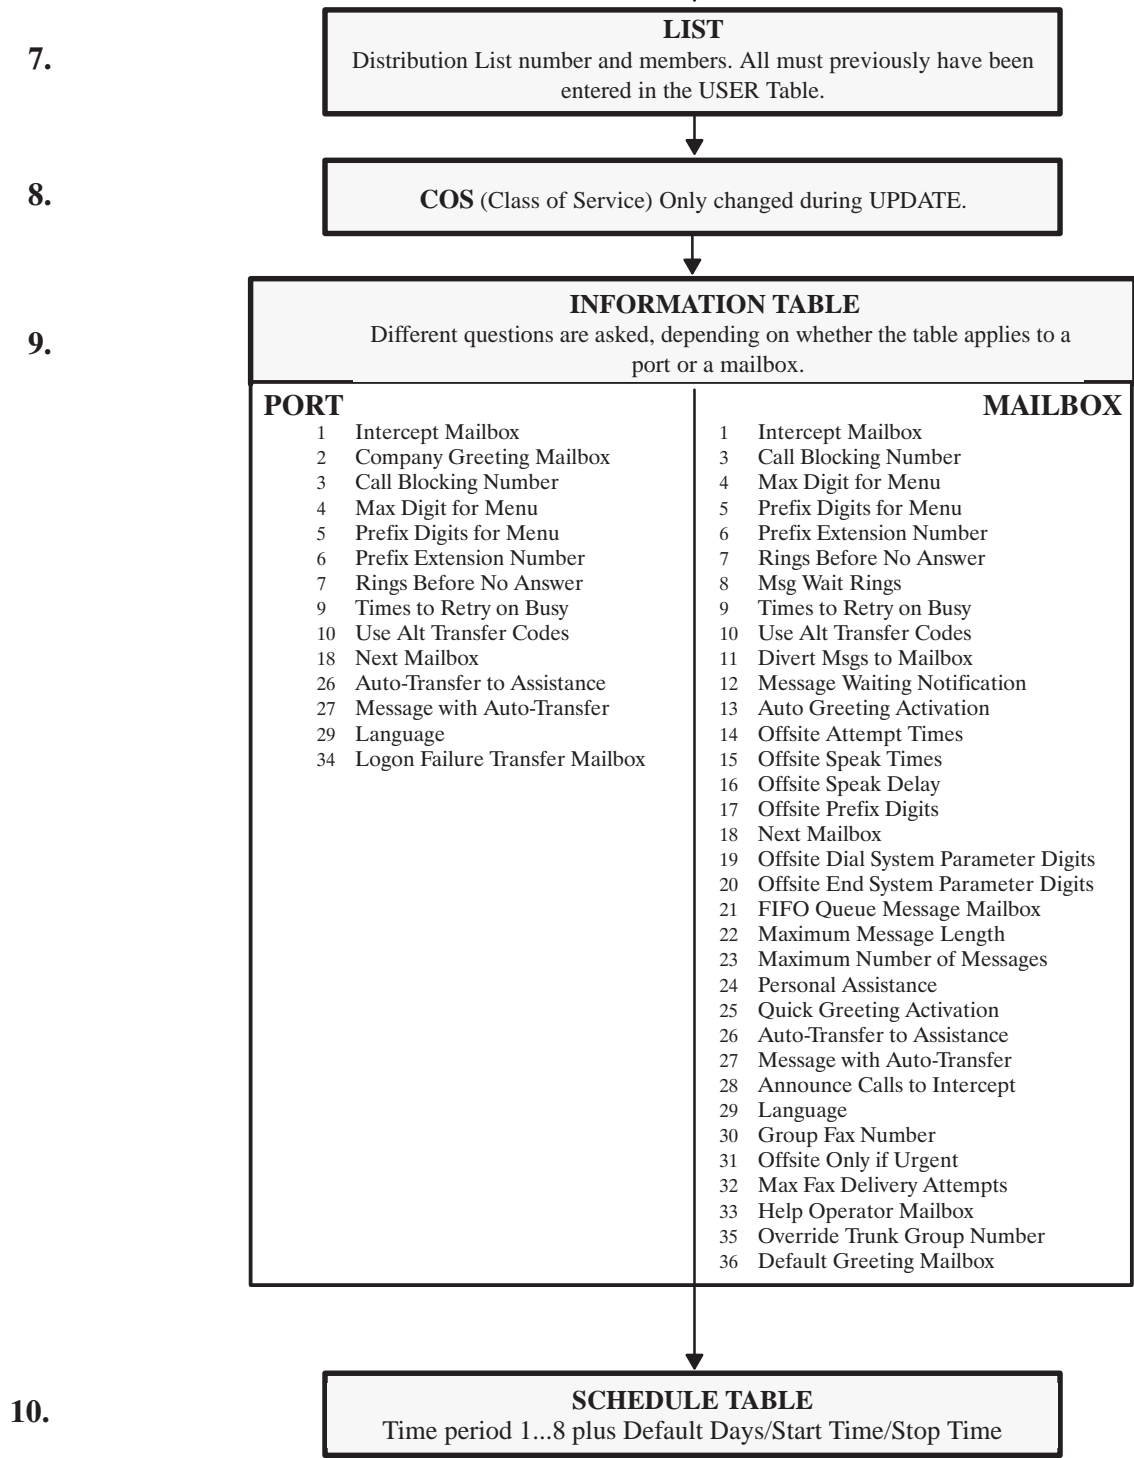 7.
LIST
Distribution List number and members. All must previously have been
entered in the USER Table.
8.
COS (Class of Service) Only changed during UPDATE.
9.
INFORMATION TABLE
Different questions are asked, depending on whether the table applies to a
port or a mailbox.
PORT
1 Intercept Mailbox
2 Company Greeting Mailbox
3 Call Blocking Number
4 Max Digit for Menu
5 Prefix Digits for Menu
6 Prefix Extension Number
7 Rings Before No Answer
9 Times to Retry on Busy
10 Use Alt Transfer Codes
18 Next Mailbox
26 Auto-Transfer to Assistance
27 Message with Auto-Transfer
29 Language
34 Logon Failure Transfer Mailbox
MAILBOX
1 Intercept Mailbox
3 Call Blocking Number
4 Max Digit for Menu
5 Prefix Digits for Menu
6 Prefix Extension Number
7 Rings Before No Answer
8 Msg Wait Rings
9 Times to Retry on Busy
10 Use Alt Transfer Codes
11 Divert Msgs to Mailbox
12 Message Waiting Notification
13 Auto Greeting Activation
14 Offsite Attempt Times
15 Offsite Speak Times
16 Offsite Speak Delay
17 Offsite Prefix Digits
18 Next Mailbox
19 Offsite Dial System Parameter Digits
20 Offsite End System Parameter Digits
21 FIFO Queue Message Mailbox
22 Maximum Message Length
23 Maximum Number of Messages
24 Personal Assistance
25 Quick Greeting Activation
26 Auto-Transfer to Assistance
27 Message with Auto-Transfer
28 Announce Calls to Intercept
29 Language
30 Group Fax Number
31 Offsite Only if Urgent
32 Max Fax Delivery Attempts
33 Help Operator Mailbox
35 Override Trunk Group Number
36 Default Greeting Mailbox
10.
SCHEDULE TABLE
Time period 1...8 plus Default Days/Start Time/Stop Time